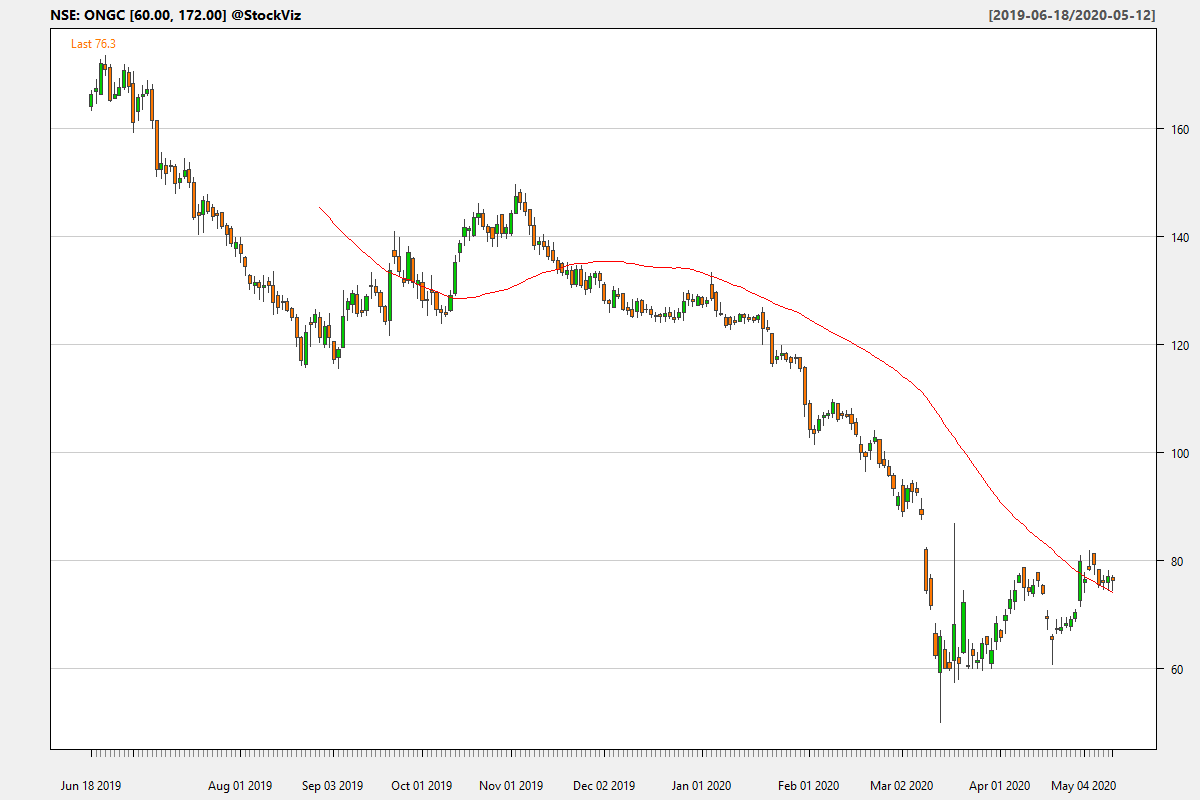 NSE: ONGC [60.00, 172.00] @StockViz [2019-06-18/2020-05-12]
Last 76.3
160
140
120
100
80
60
Jun 18 2019 Aug 01 2019 Sep 03 2019 Oct 01 2019 Nov 01 2019 Dec 02 2019 Jan 01 2020 Feb 01 2020 Mar 02 2020 Apr 01 2020 May 04 2020